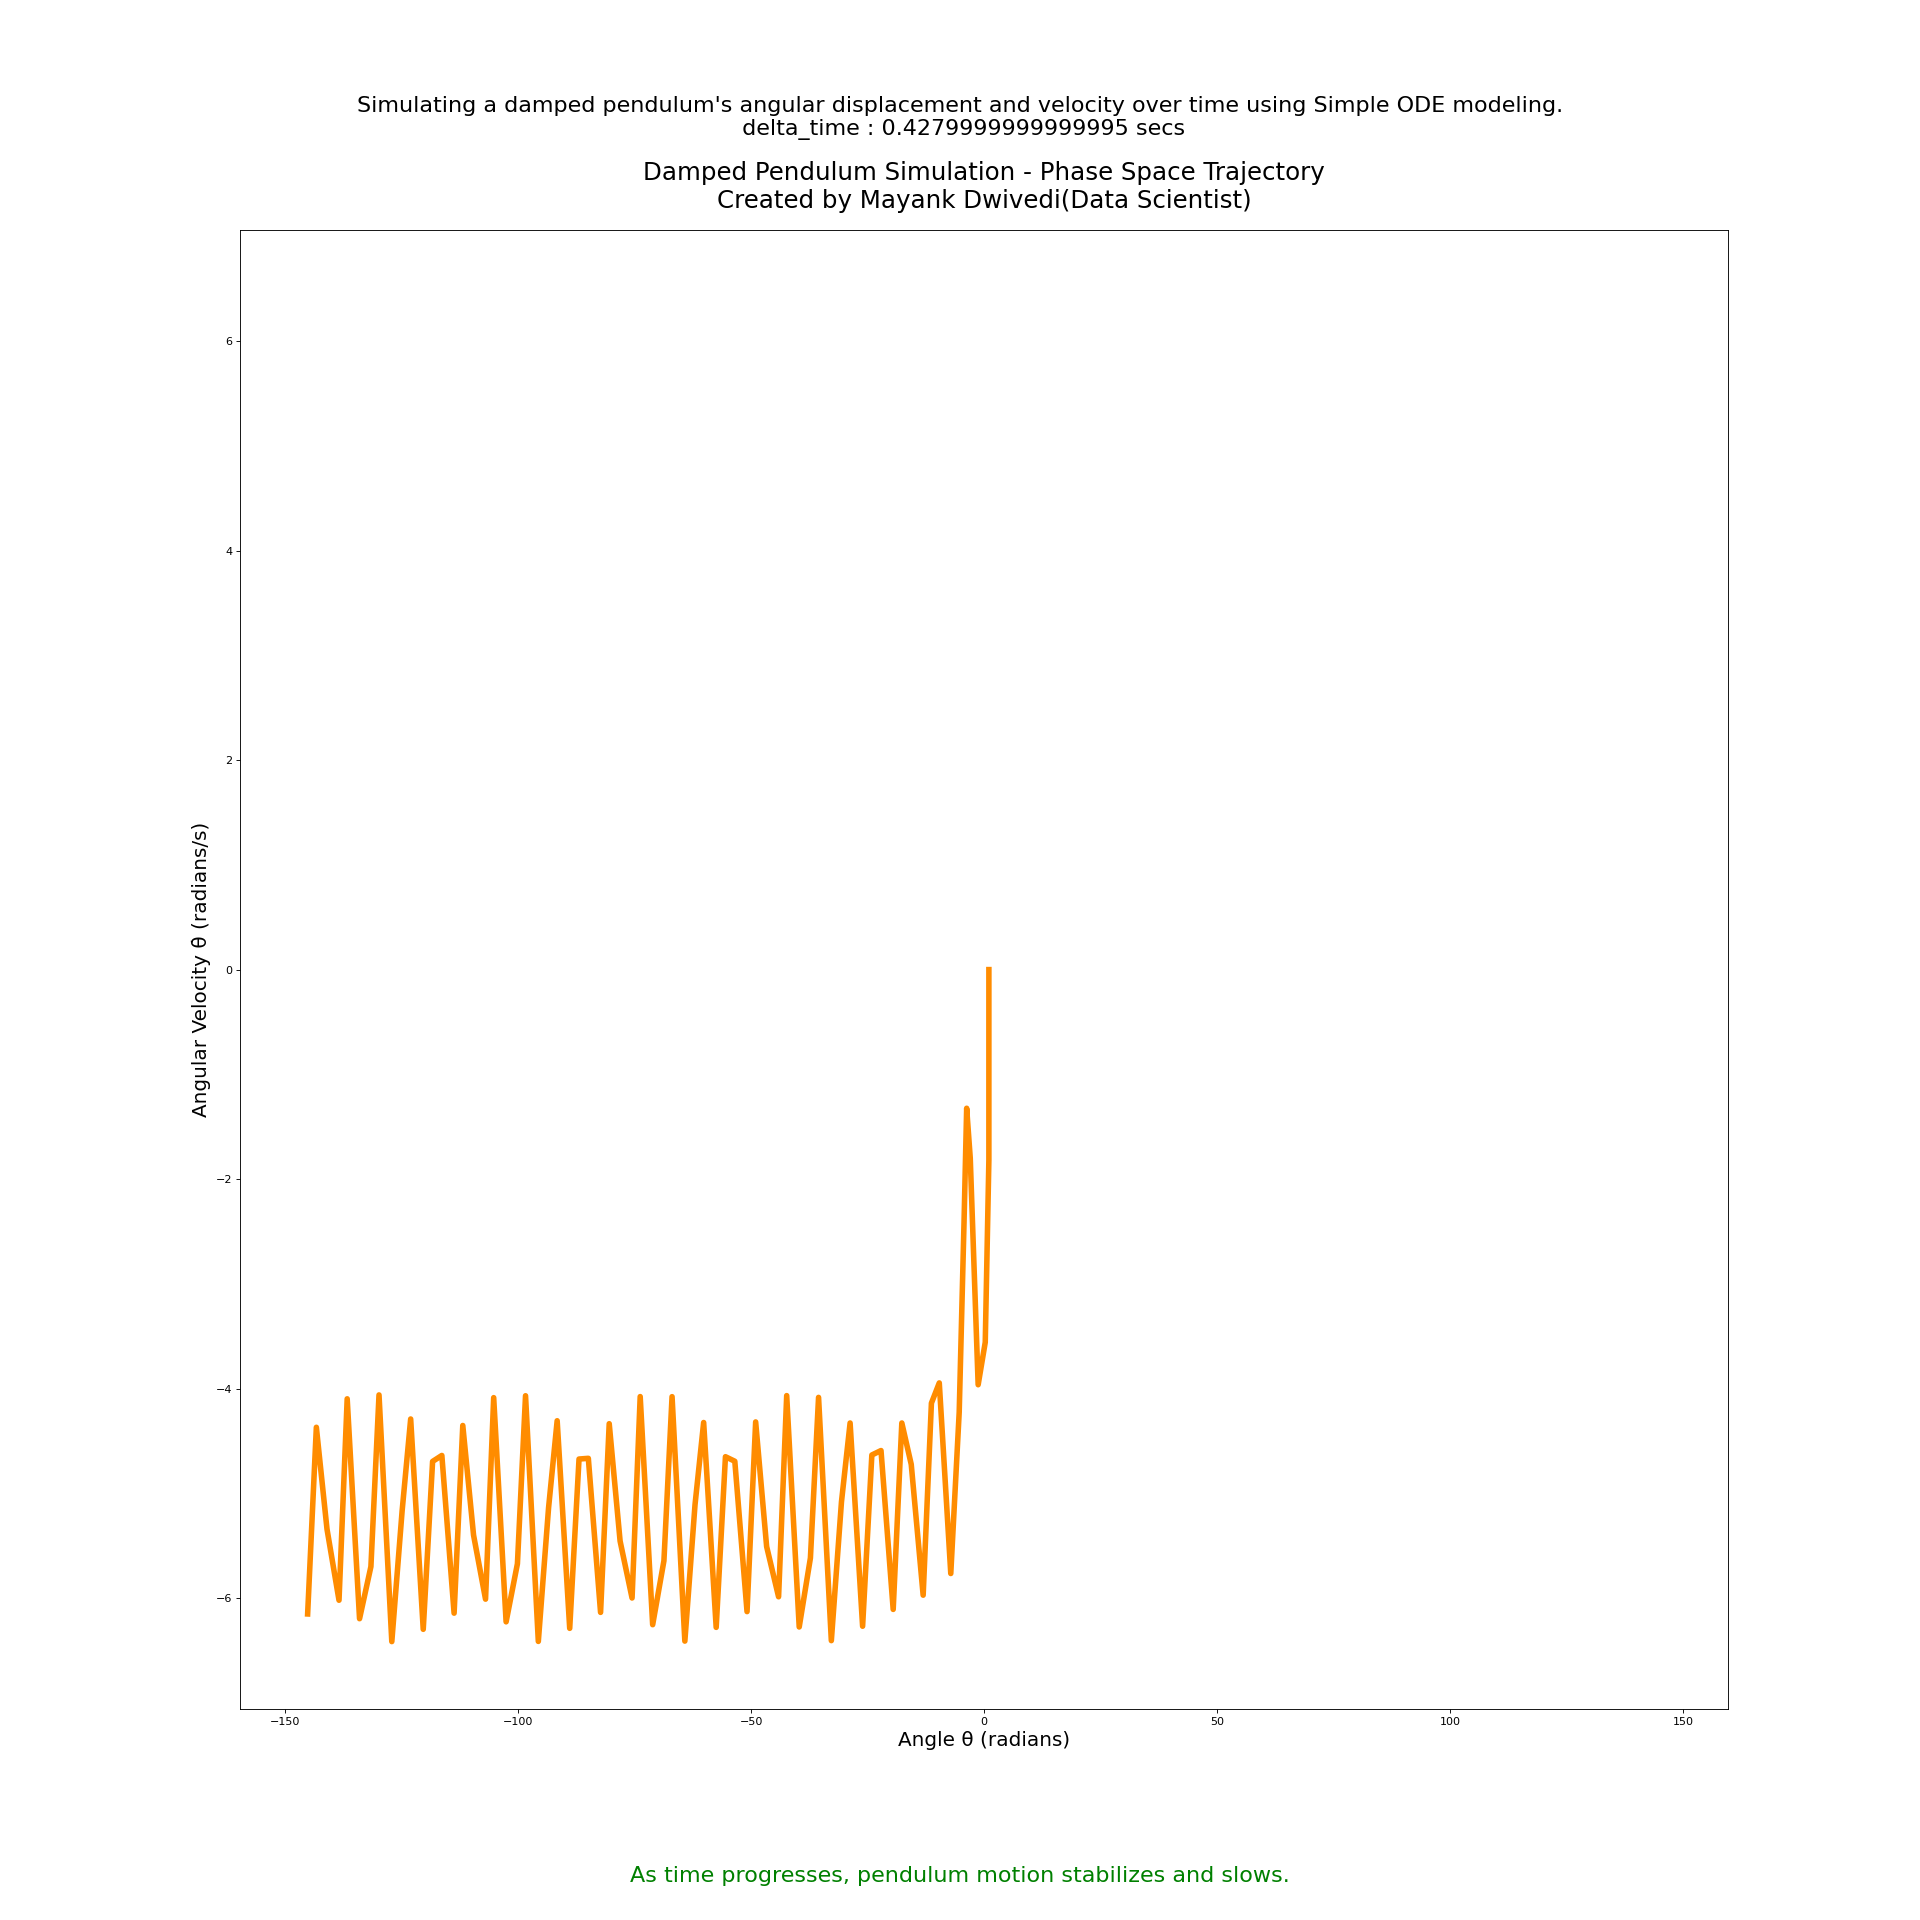 Simulating a damped pendulum's angular displacement and velocity over time using Simple ODE modeling.
delta_time : 0.4279999999999995 secs
Damped Pendulum Simulation - Phase Space Trajectory
Created by Mayank Dwivedi(Data Scientist)
6
4
2
0
−2
−4
−6
Angular Velocity θ (radians/s)
−150
−100
−50
0
50
100
150
Angle θ (radians)
As time progresses, pendulum motion stabilizes and slows.